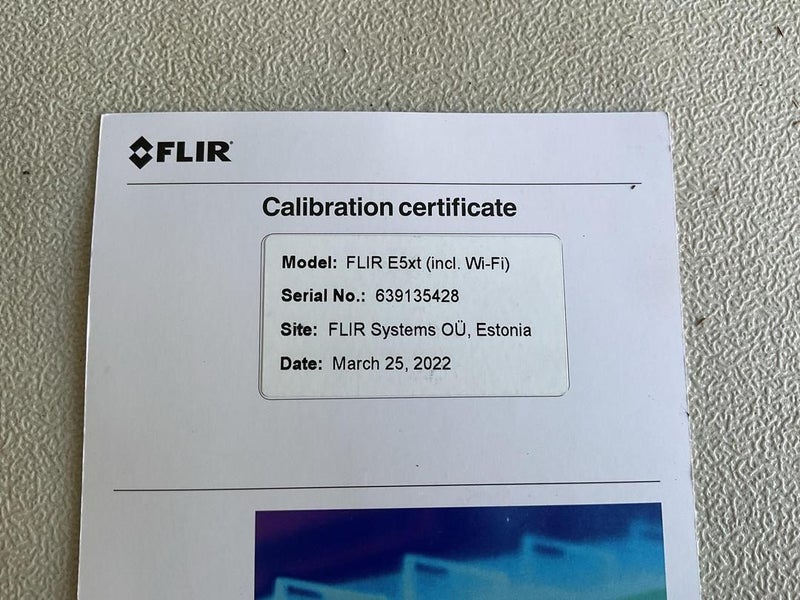 FLIR
Calibration certificate
Model: FLIR E5xt (incl. Wi-Fi)
Serial No.: 639135428
Site: FLIR Systems OÜ, Estonia
Date: March 25, 2022